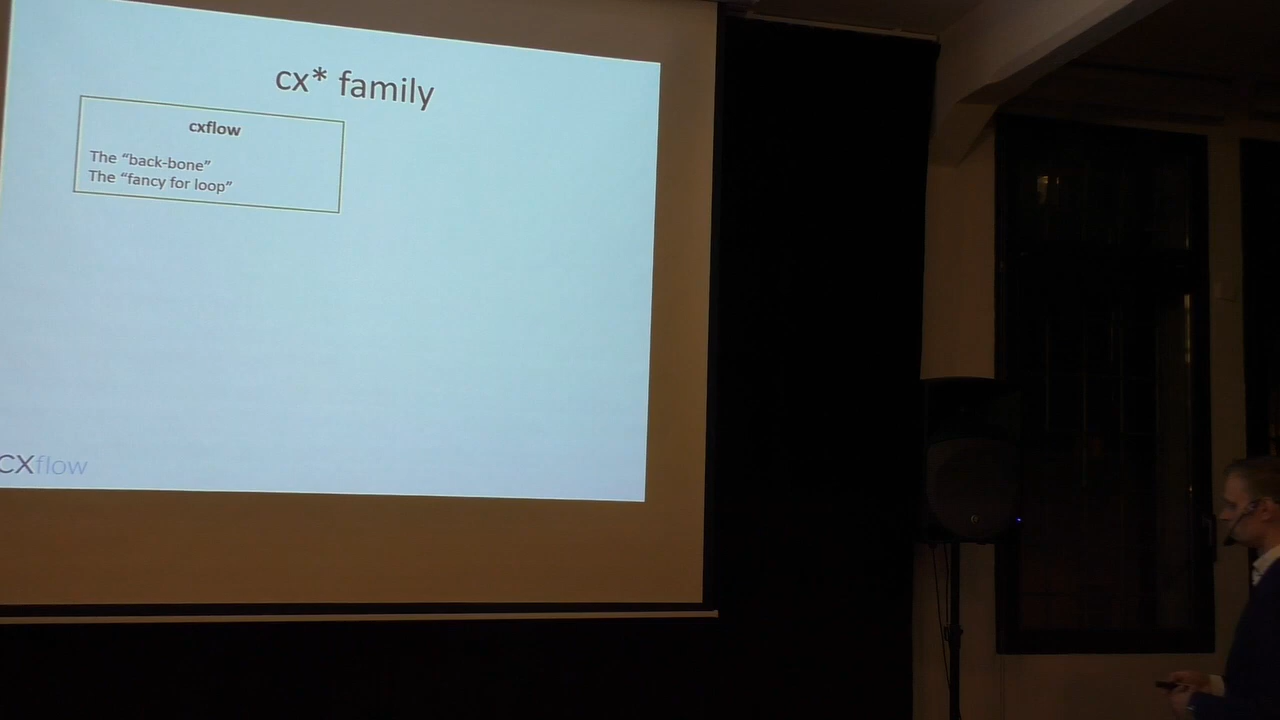 cx* family
cxflow
The “back-bone”
The “fancy for loop”
CXflow